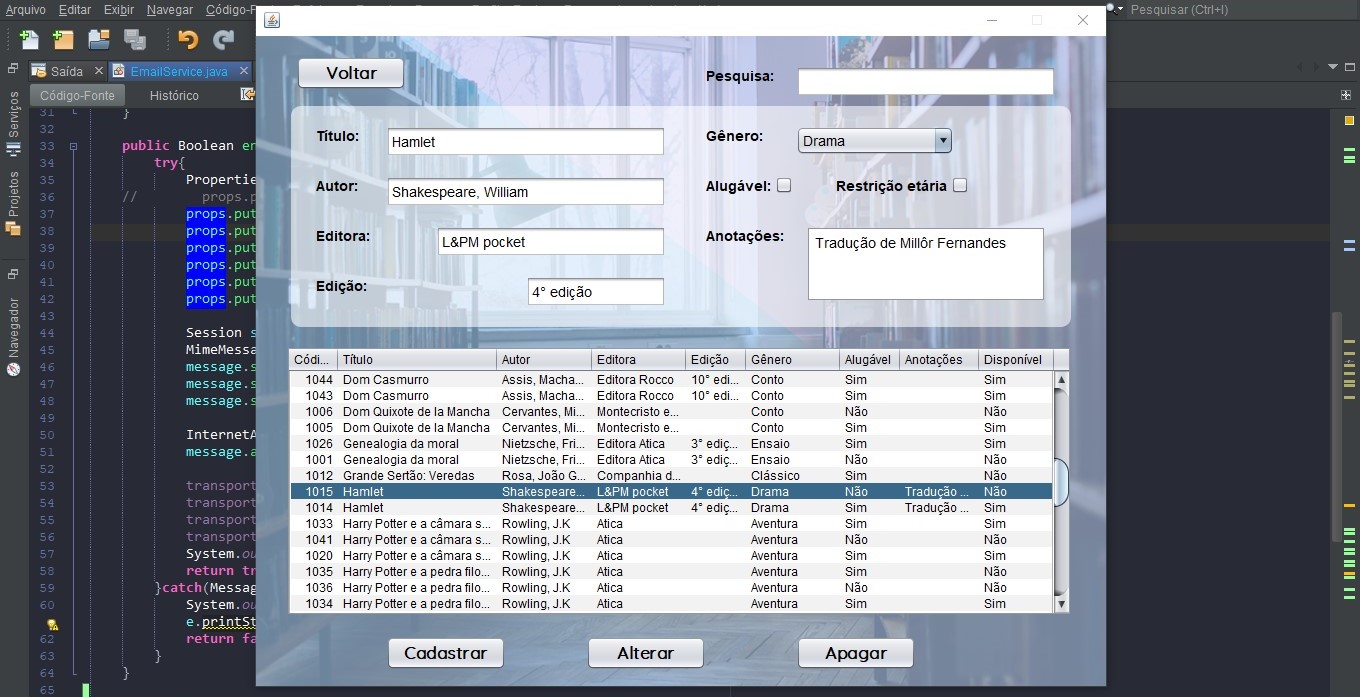 Arquivo Editar Exibir Navegar Código-F
Pesquisar (Ctrl+I)
Saída EmailService.java
Código-Fonte Histórico
Serviços
Projetos
Navegador
31 }
32
33 public Boolean en
34 try{
35 Propertie
36 // props.p
37 props.put
38 props.put
39 props.put
40 props.put
41 props.put
42 props.put
43
44 Session s
45 MimeMessa
46 message.s
47 message.s
48 message.s
49
50 InternetA
51 message.a
52
53 transport
54 transport
55 transport
56 transport
57 System.ou
58 return tr
59 }catch(Messag
60 System.ou
e.printSt
62 return fa
63 }
64 }
65
Voltar
Pesquisa:
Título: Hamlet
Gênero: Drama
Autor: Shakespeare, William
Alugável: Restrição etária
Editora: L&PM pocket
Anotações: Tradução de Millôr Fernandes
Edição: 4° edição
Códi... Título Autor Editora Edição Gênero Alugável Anotações Disponível
1044 Dom Casmurro Assis, Macha... Editora Rocco 10° edi... Conto Sim Sim
1043 Dom Casmurro Assis, Macha... Editora Rocco 10° edi... Conto Sim Sim
1006 Dom Quixote de la Mancha Cervantes, Mi... Montecristo e... Conto Não Não
1005 Dom Quixote de la Mancha Cervantes, Mi... Montecristo e... Conto Sim Não
1026 Genealogia da moral Nietzsche, Fri... Editora Atica 3° ediç... Ensaio Sim Sim
1001 Genealogia da moral Nietzsche, Fri... Editora Atica 3° ediç... Ensaio Não Não
1012 Grande Sertão: Veredas Rosa, João G... Companhia d... Clássico Sim Não
1015 Hamlet Shakespeare... L&PM pocket 4° ediç... Drama Não Tradução ... Não
1014 Hamlet Shakespeare... L&PM pocket 4° ediç... Drama Sim Tradução ... Sim
1033 Harry Potter e a câmara s... Rowling, J.K Atica Aventura Sim Sim
1041 Harry Potter e a câmara s... Rowling, J.K Atica Aventura Não Não
1020 Harry Potter e a câmara s... Rowling, J.K Atica Aventura Sim Sim
1035 Harry Potter e a pedra filo... Rowling, J.K Atica Aventura Sim Não
1036 Harry Potter e a pedra filo... Rowling, J.K Atica Aventura Não Não
1034 Harry Potter e a pedra filo... Rowling, J.K Atica Aventura Sim Sim
Cadastrar Alterar Apagar